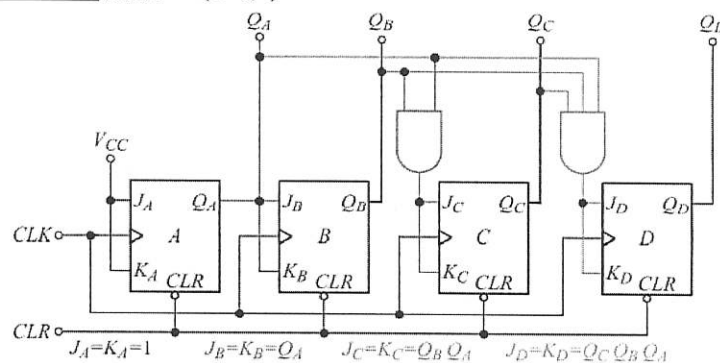 Q_A Q_B Q_C
V_CC
J_A Q_A J_B Q_B J_C Q_C J_D Q_D
CLK A B C D
K_A CLR K_B CLR K_C CLR K_D CLR
CLR
J_A=K_A=1 J_B=K_B=Q_A J_C=K_C=Q_B Q_A J_D=K_D=Q_C Q_B Q_A